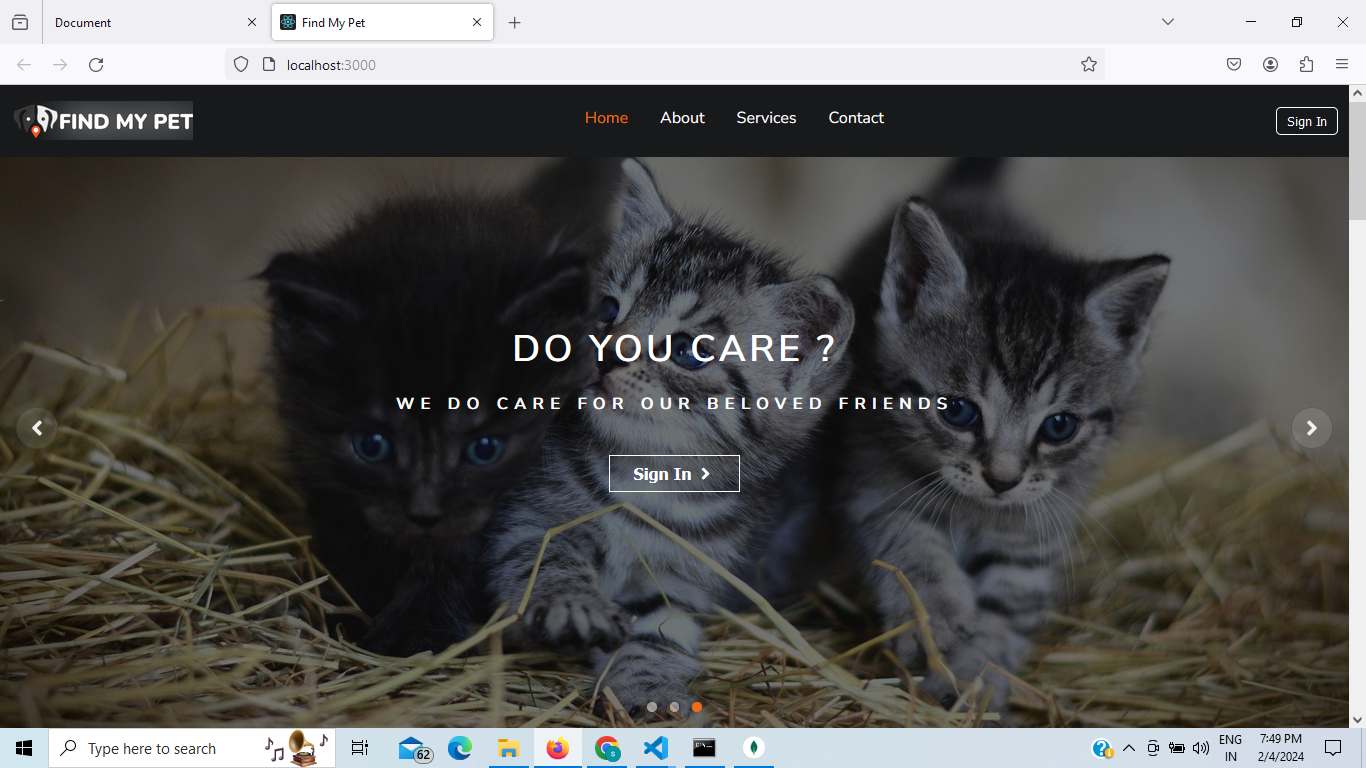 Document
Find My Pet
localhost:3000
FIND MY PET
Home
About
Services
Contact
Sign In
DO YOU CARE ?
WE DO CARE FOR OUR BELOVED FRIENDS
Sign In
Type here to search
62
ENG
IN
7:49 PM
2/4/2024